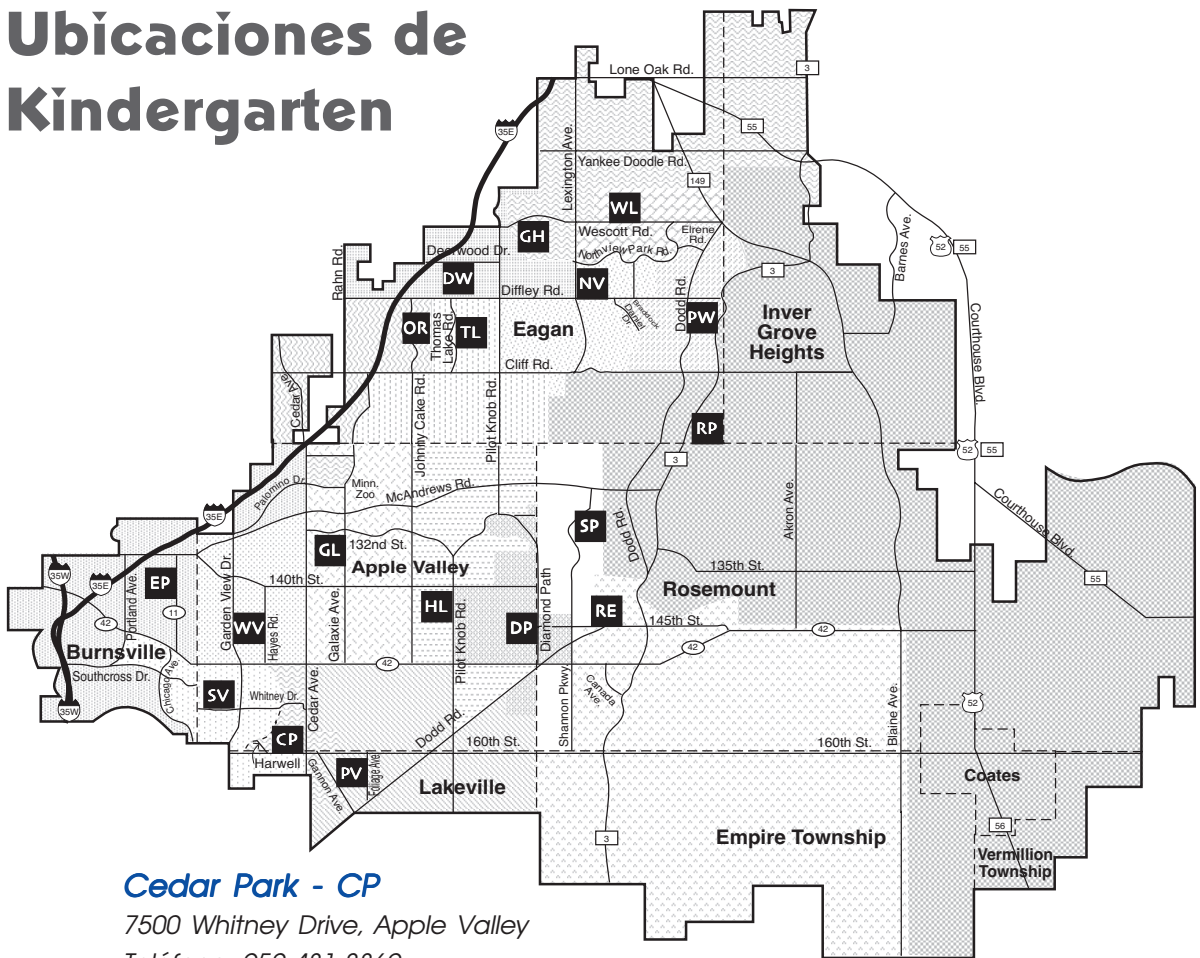 Ubicaciones de
Kindergarten
Lone Oak Rd.
3
35E
55
Lexington Ave.
Yankee Doodle Rd.
149
WL
Wescott Rd.
Elrene
Rd.
GH
Northview Park Rd.
Barnes Ave.
52
55
Deerwood Dr.
Rahn Rd.
DW
NV
3
Diffley Rd.
Braddock
Daniel
Dr.
Dodd Rd.
PW
Inver
Grove
Heights
OR
Thomas
Lake Rd.
TL
Eagan
Courthouse Blvd.
Cliff Rd.
Cedar Ave.
Johnny Cake Rd.
Pilot Knob Rd.
RP
52
55
3
Palomino Dr.
Minn.
Zoo
McAndrews Rd.
Akron Ave.
Courthouse Blvd.
35E
SP
Dodd Rd.
132nd St.
GL
Apple Valley
135th St.
55
35W
35E
EP
140th St.
Rosemount
Portland Ave.
11
Garden View Dr.
WV
Hayes Rd.
Galaxie Ave.
HL
Pilot Knob Rd.
DP
Diamond Path
RE
145th St.
42
42
Burnsville
42
42
Southcross Dr.
Chicago Ave.
SV
Whitney Dr.
Cedar Ave.
Shannon Pkwy.
Canada
Ave.
Blaine Ave.
52
35W
CP
Dodd Rd.
160th St.
160th St.
Harwell
Gannon Ave.
PV
Foliage Ave.
Lakeville
Coates
56
Empire Township
3
Vermillion
Township
Cedar Park - CP
7500 Whitney Drive, Apple Valley